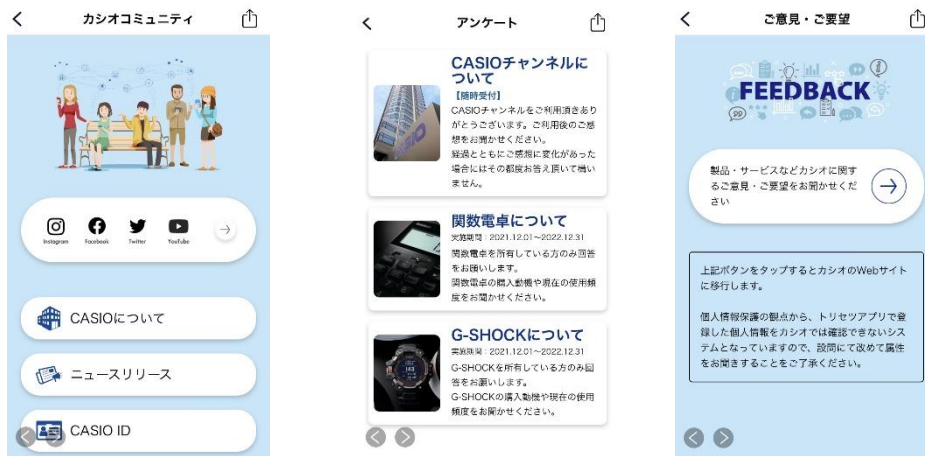 カシオコミュニティ
Instagram
Facebook
Twitter
YouTube
CASIOについて
ニュースリリース
CASIO ID
アンケート
CASIOチャンネルに
ついて
【随時受付】
CASIOチャンネルをご利用頂きあり
がとうございます。ご利用後のご感
想をお聞かせください。
経過とともにご感想に変化があった
場合にはその都度お答え頂いて構い
ません。
CASIO
関数電卓について
実施期間:2021.12.01~2022.12.31
関数電卓を所有している方のみ回答
をお願いします。
関数電卓の購入動機や現在の使用頻
度をお聞かせください。
G-SHOCKについて
実施期間:2021.12.01~2022.12.31
G-SHOCKを所有している方のみ回
答をお願いします。
G-SHOCKの購入動機や現在の使用
頻度をお聞かせください。
ご意見・ご要望
FEEDBACK
製品・サービスなどカシオに関す
るご意見・ご要望をお聞かせくだ
さい
上記ボタンをタップするとカシオのWebサイト
に移行します。
個人情報保護の観点から、トリセツアプリで登
録した個人情報をカシオでは確認できないシス
テムとなっていますので、設問にて改めて属性
をお聞きすることをご了承ください。